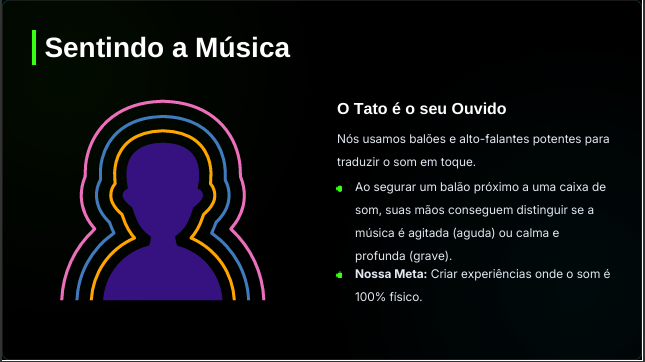 Sentindo a Música
O Tato é o seu Ouvido
Nós usamos balões e alto-falantes potentes para
traduzir o som em toque.
Ao segurar um balão próximo a uma caixa de
som, suas mãos conseguem distinguir se a
música é agitada (aguda) ou calma e
profunda (grave).
Nossa Meta: Criar experiências onde o som é
100% físico.